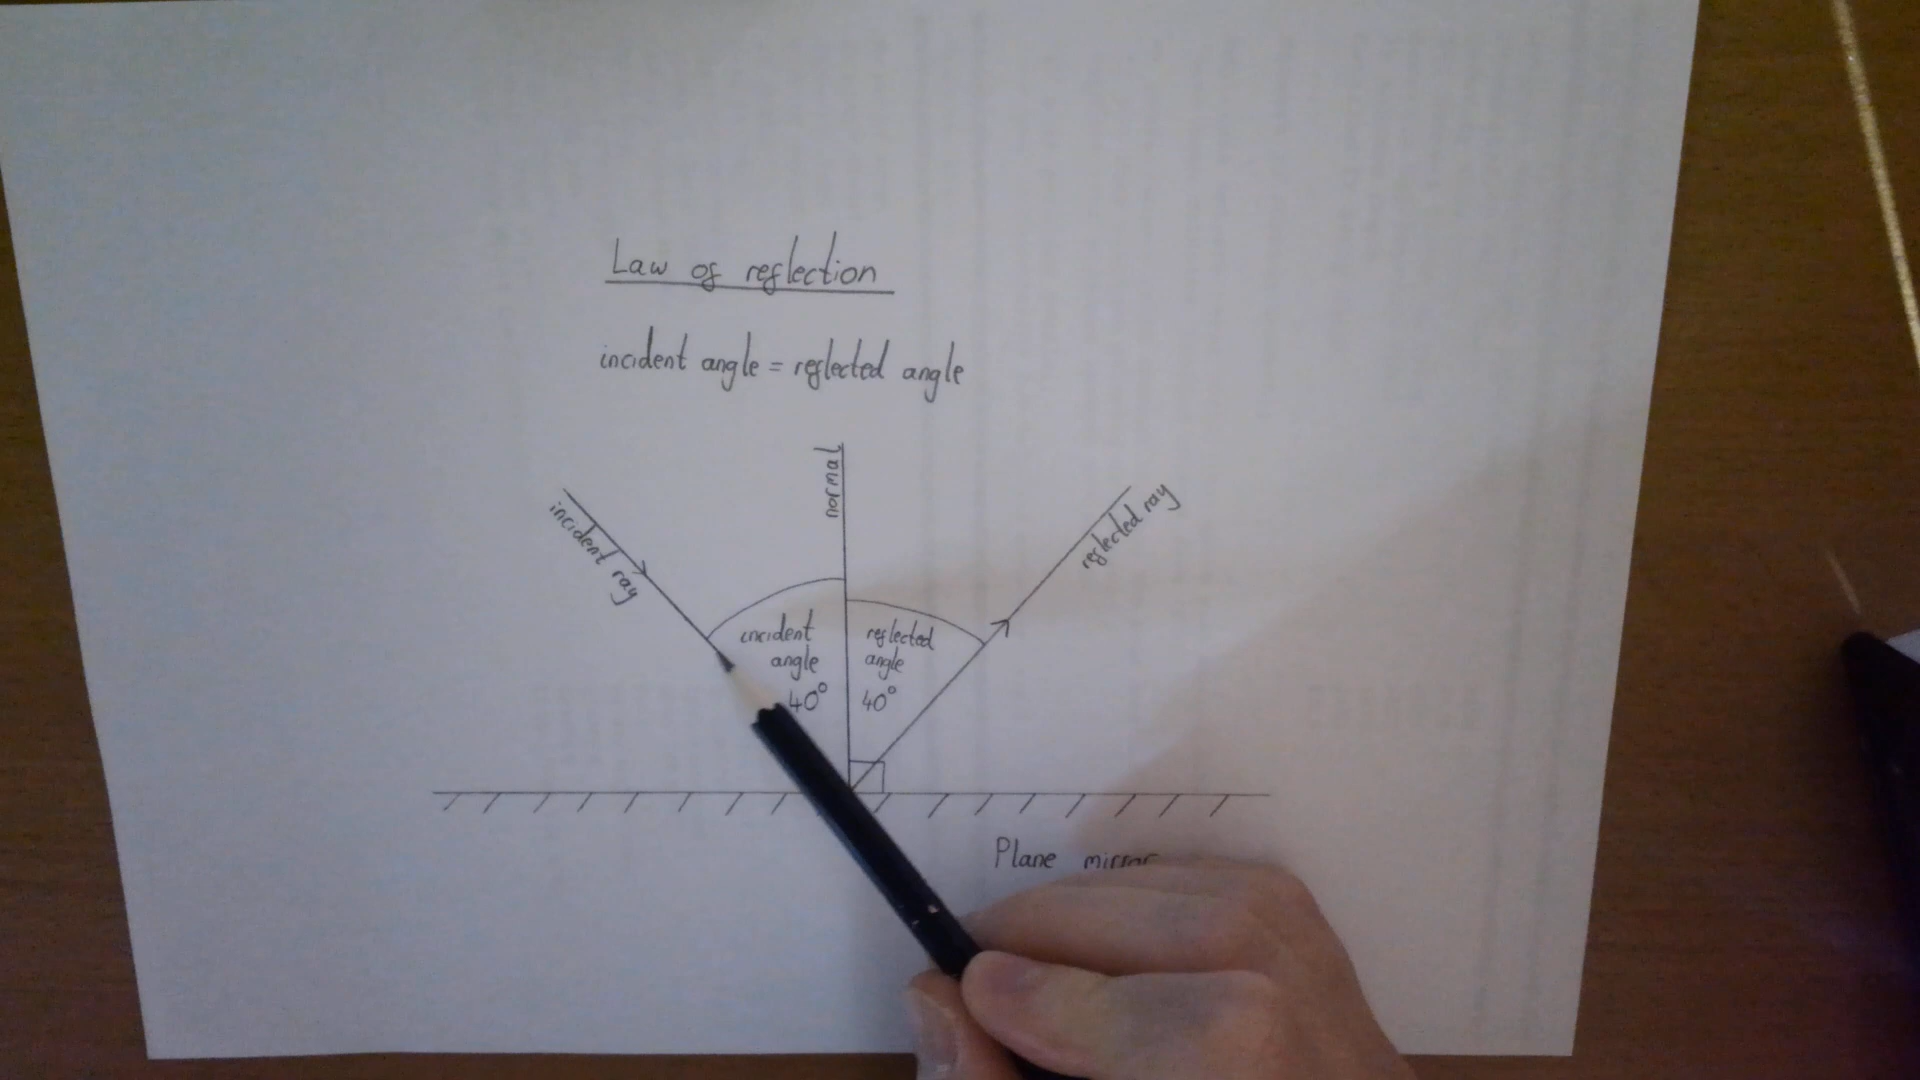 Law of reflection
incident angle = reflected angle
normal
incident ray
reflected ray
incident
angle
40°
reflected
angle
40°
Plane mirror